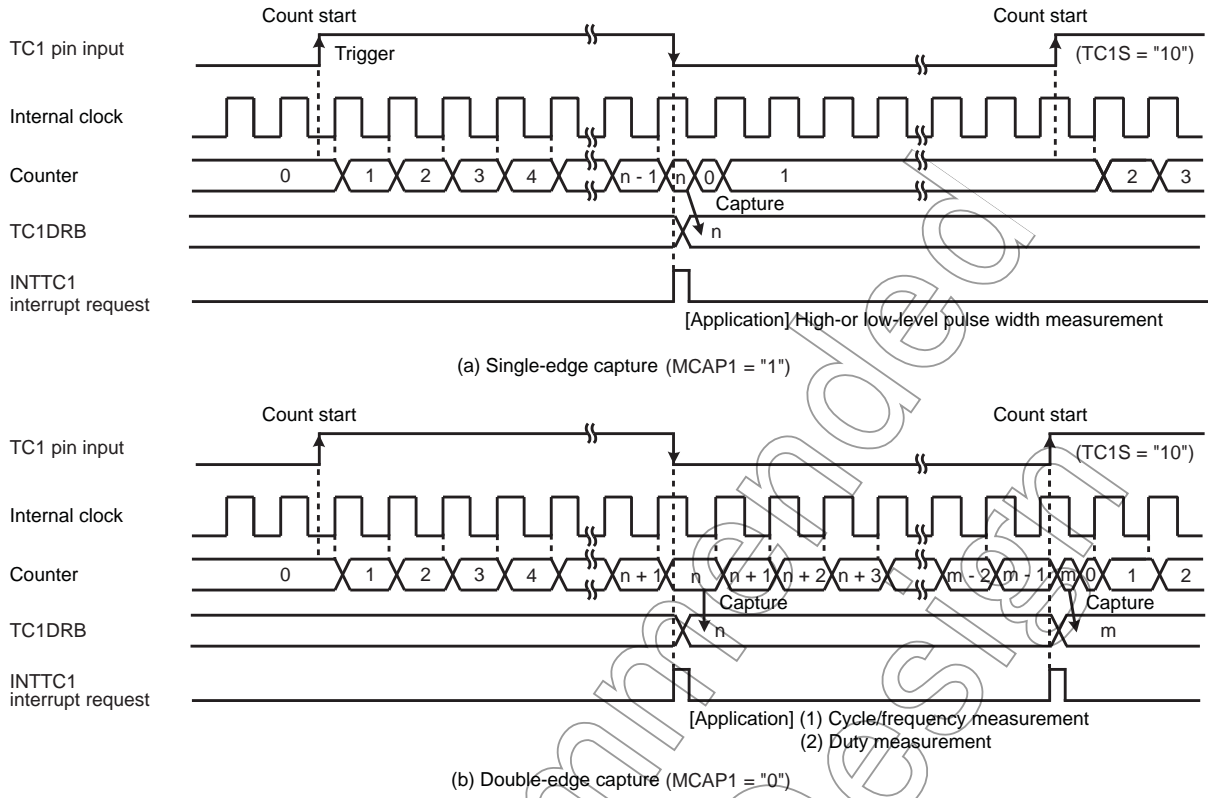 Count start Count start
TC1 pin input Trigger (TC1S = "10")
Internal clock
Counter 0 1 2 3 4 n - 1 n 0 1 2 3
Capture
TC1DRB n
INTTC1
interrupt request
[Application] High-or low-level pulse width measurement
(a) Single-edge capture (MCAP1 = "1")
Count start Count start
TC1 pin input (TC1S = "10")
Internal clock
Counter 0 1 2 3 4 n + 1 n n + 1 n + 2 n + 3 m - 2 m - 1 m 0 1 2
Capture Capture
TC1DRB n m
INTTC1
interrupt request
[Application] (1) Cycle/frequency measurement
(2) Duty measurement
(b) Double-edge capture (MCAP1 = "0")